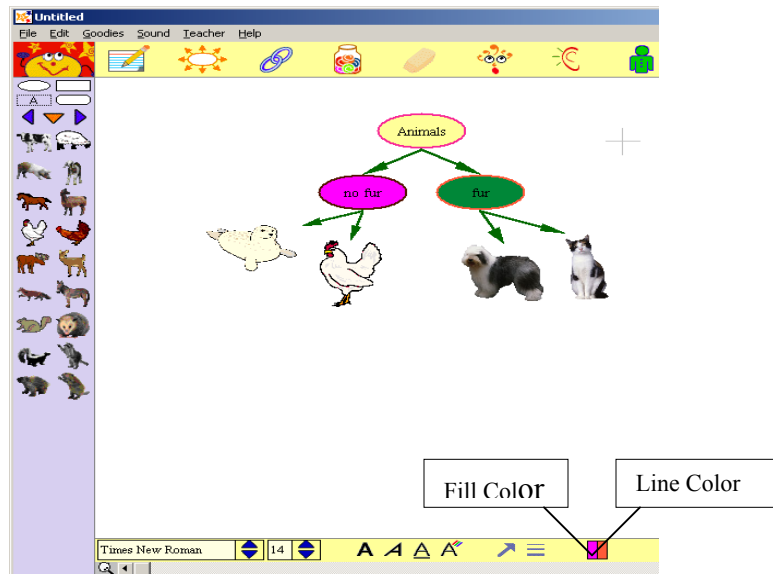 Untitled
File Edit Goodies Sound Teacher Help
A
Animals
no fur
fur
Fill Color
Line Color
Times New Roman 14 A A A A